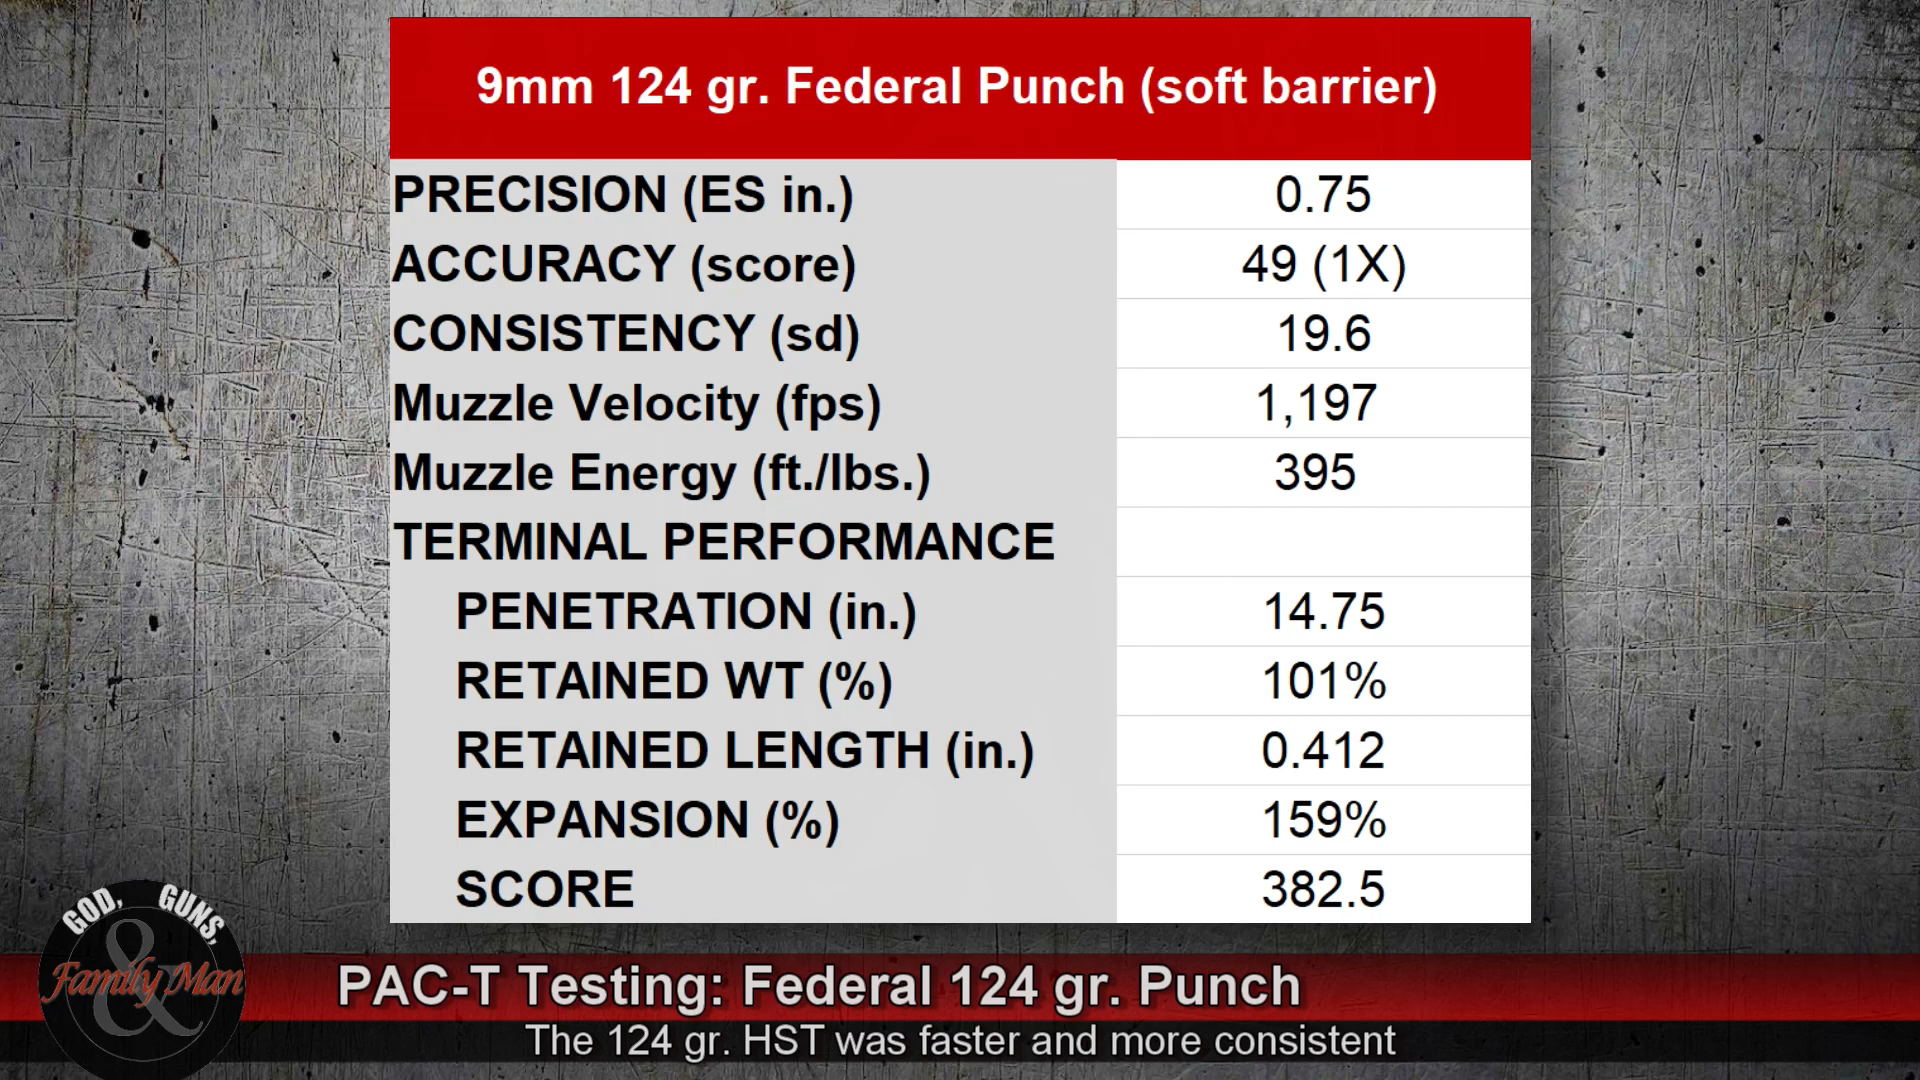 9mm 124 gr. Federal Punch (soft barrier)
PRECISION (ES in.) 0.75
ACCURACY (score) 49 (1X)
CONSISTENCY (sd) 19.6
Muzzle Velocity (fps) 1,197
Muzzle Energy (ft./lbs.) 395
TERMINAL PERFORMANCE
PENETRATION (in.) 14.75
RETAINED WT (%) 101%
RETAINED LENGTH (in.) 0.412
EXPANSION (%) 159%
SCORE 382.5
GOD, GUNS,
&
Family Man
PAC-T Testing: Federal 124 gr. Punch
The 124 gr. HST was faster and more consistent